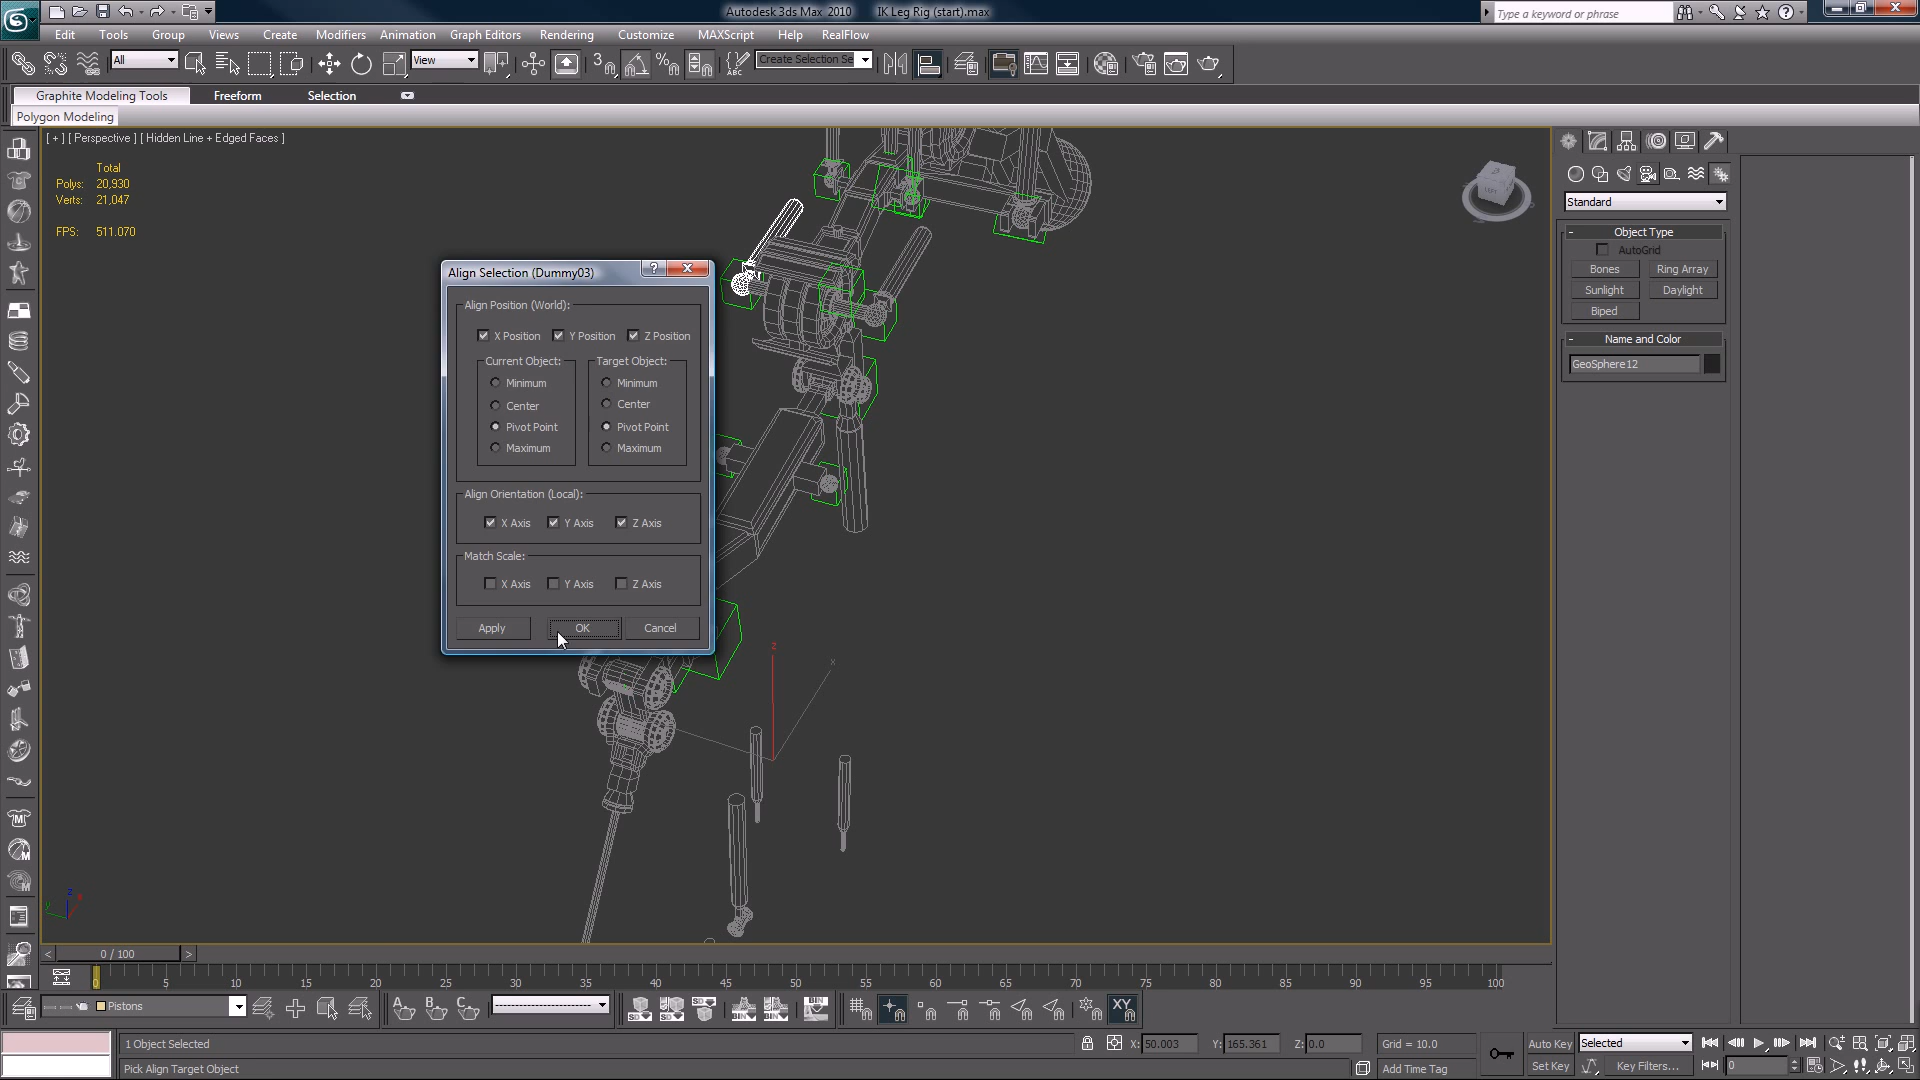 Autodesk 3ds Max 2010 IK Leg Rig (start).max
Type a keyword or phrase
Edit Tools Group Views Create Modifiers Animation Graph Editors Rendering Customize MAXScript Help RealFlow
All View 3 % ABC Create Selection Se
Graphite Modeling Tools Freeform Selection
Polygon Modeling
[ + ] [ Perspective ] [ Hidden Line + Edged Faces ]
Total
Polys: 20,930
Verts: 21,047
FPS: 511.070
LEFT
Standard
- Object Type
AutoGrid
Bones Ring Array
Sunlight Daylight
Biped
- Name and Color
GeoSphere12
Align Selection (Dummy03) ?
Align Position (World):
X Position Y Position Z Position
Current Object: Target Object:
Minimum Minimum
Center Center
Pivot Point Pivot Point
Maximum Maximum
Align Orientation (Local):
X Axis Y Axis Z Axis
Match Scale:
X Axis Y Axis Z Axis
Apply OK Cancel
z x
z x y
< 0 / 100 >
0 5 10 15 20 25 30 35 40 45 50 55 60 65 70 75 80 85 90 95 100
Pistons A B C XY
1 Object Selected X: 50.003 Y: 165.361 Z: 0.0 Grid = 10.0 Auto Key Selected
Pick Align Target Object Add Time Tag Set Key Key Filters... 0